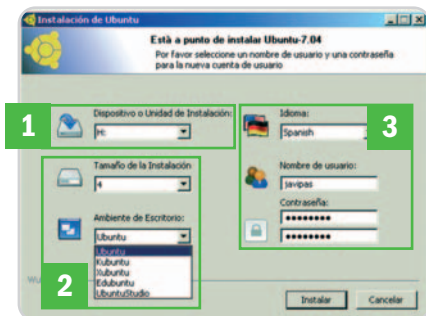 Instalación de Ubuntu
Està a punto de instalar Ubuntu-7.04
Por favor seleccione un nombre
de usuario y una contraseña
para la nueva cuenta de usuario
1
Dispositivo o Unidad de Instalación:
H:
Tamaño de la Instalación
4
Ambiente de Escritorio:
Ubuntu
Ubuntu
Kubuntu
Xubuntu
Edubuntu
UbuntuStudio
2
3
Idioma:
Spanish
Nombre de usuario:
javipas
Contraseña:
••••••••
••••••••
Instalar
Cancelar